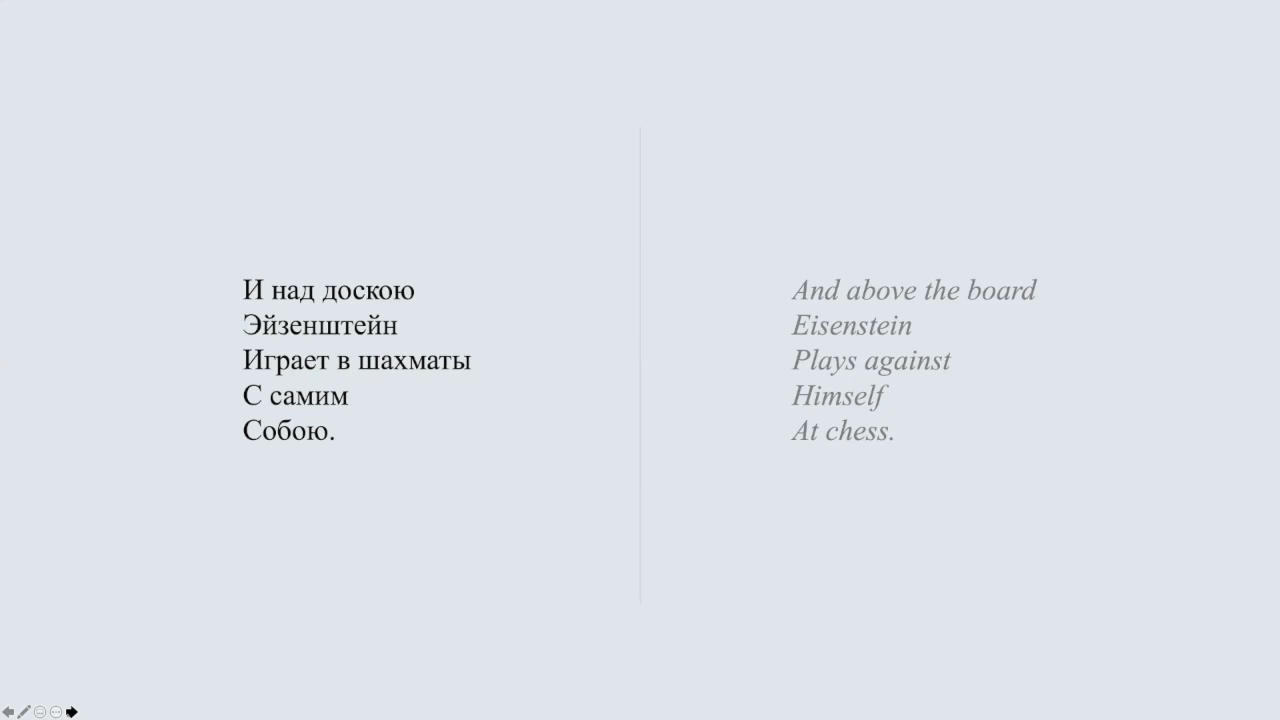 И над доскою
Эйзенштейн
Играет в шахматы
С самим
Собою.
And above the board
Eisenstein
Plays against
Himself
At chess.